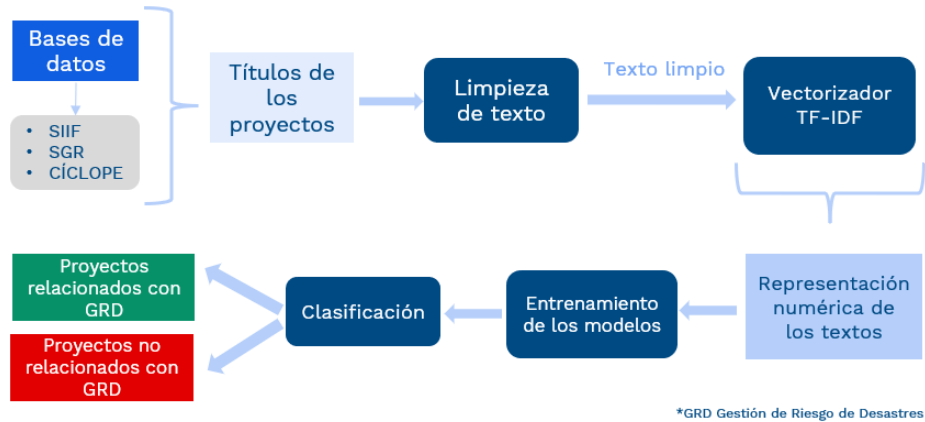 Bases de
datos
• SIIF
• SGR
• CÍCLOPE
Títulos de
los
proyectos
Limpieza
de texto
Texto limpio
Vectorizador
TF-IDF
Representación
numérica de
los textos
Entrenamiento
de los modelos
Clasificación
Proyectos
relacionados con
GRD
Proyectos no
relacionados con
GRD
*GRD Gestión de Riesgo de Desastres